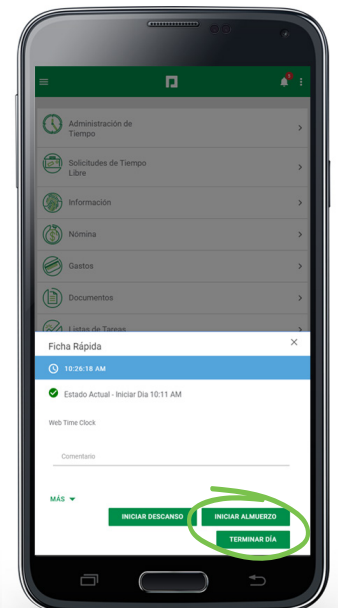 Administración de
Tiempo
Solicitudes de Tiempo
Libre
Información
Nómina
Gastos
Documentos
Listas de Tareas
Ficha Rápida
10:26:18 AM
Estado Actual - Iniciar Dia 10:11 AM
Web Time Clock
Comentario
MÁS
INICIAR DESCANSO
INICIAR ALMUERZO
TERMINAR DÍA